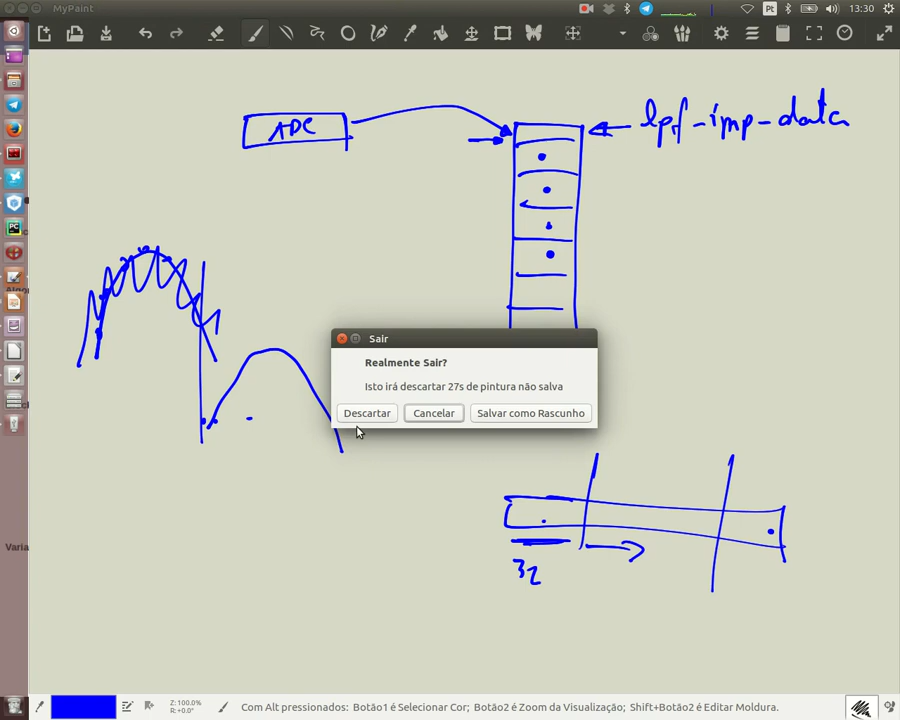 MyPaint
Pt
13:30
ADC
lpf-imp-data
Sair
Realmente Sair?
Isto irá descartar 27s de pintura não salva
Descartar
Cancelar
Salvar como Rascunho
32
Varia
Z:100.0%
R:+0.0°
Com Alt pressionados: Botão1 é Selecionar Cor; Botão2 é Zoom da Visualização; Shift+Botão2 é Editar Moldura.